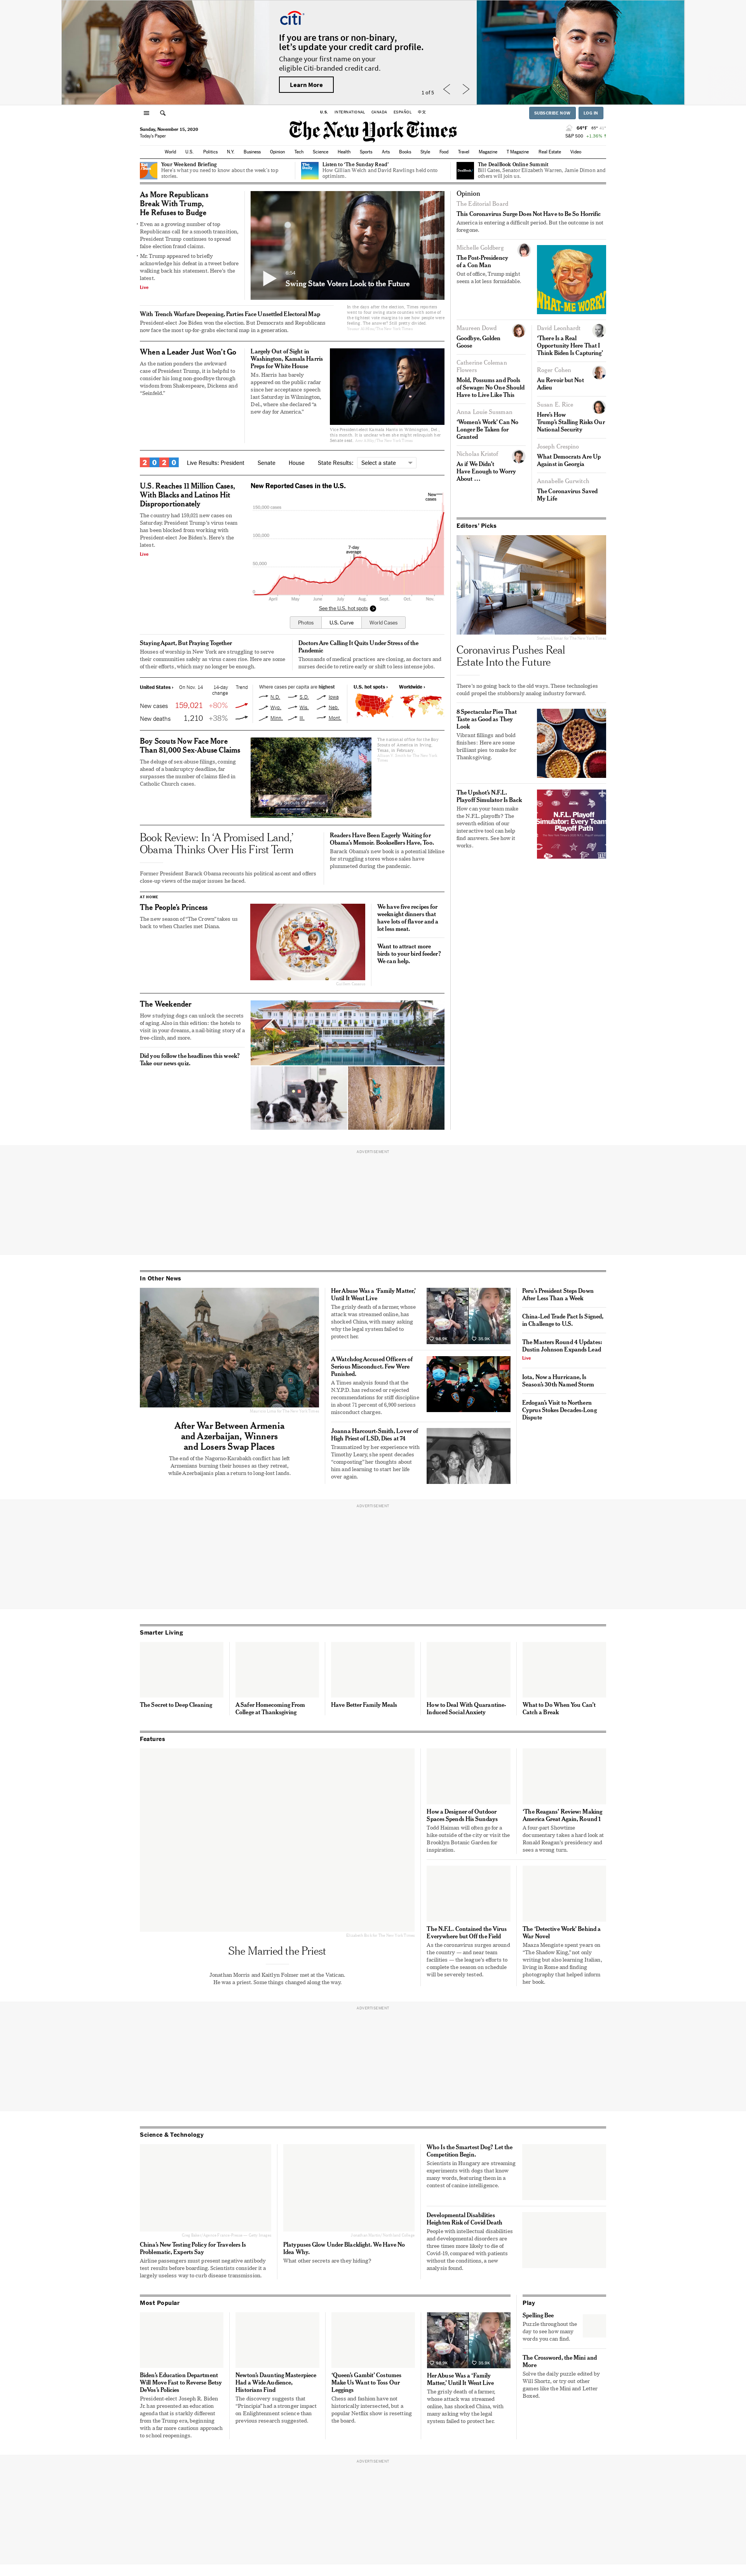 citi
If you are trans or non-binary,
let's update your credit card profile.
Change your first name on your
eligible Citi-branded credit card.
Learn More
1 of 5
U.S. INTERNATIONAL CANADA ESPAÑOL 中文
SUBSCRIBE NOW LOG IN
Sunday, November 15, 2020
Today's Paper
The New York Times
64°F
S&P 500 +1.36%
World U.S. Politics N.Y. Business Opinion Tech Science Health Sports Arts Books Style Food Travel Magazine T Magazine Real Estate Video
Your Weekend Briefing
Here's what you need to know about the week's top
stories.
Listen to 'The Sunday Read'
How Gillian Welch and David Rawlings held onto
optimism.
The DealBook Online Summit
Bill Gates, Senator Elizabeth Warren, Jamie Dimon and
others will join us.
As More Republicans
Break With Trump,
He Refuses to Budge
Even as a growing number of top
Republicans call for a smooth transition,
President Trump continues to spread
false election fraud claims.
Mr. Trump appeared to briefly
acknowledge his defeat in a tweet before
walking back his statement. Here's the
latest.
Live
Swing State Voters Look to the Future
With Trench Warfare Deepening, Parties Face Unsettled Electoral Map
President-elect Joe Biden won the election. But Democrats and Republicans
now face the most up-for-grabs electoral map in a generation.
When a Leader Just Won't Go
As the nation ponders the awkward
case of President Trump, it is helpful to
consider his long non-goodbye through
wisdom from Shakespeare, Dickens and
"Seinfeld."
Largely Out of Sight in
Washington, Kamala Harris
Preps for White House
Ms. Harris has barely
appeared on the public radar
since her acceptance speech
last Saturday in Wilmington,
Del., where she declared "a
new day for America."
2020
Live Results: President Senate House State Results: Select a state
U.S. Reaches 11 Million Cases,
With Blacks and Latinos Hit
Disproportionately
The country had 159,021 new cases on
Saturday. President Trump's virus team
has been blocked from working with
President-elect Joe Biden's. Here's the
latest.
Live
New Reported Cases in the U.S.
New
cases
150,000 cases
100,000
7-day
average
50,000
0
April May June July Aug. Sept. Oct. Nov.
See the U.S. hot spots
Photos U.S. Curve World Cases
Staying Apart, But Praying Together
Houses of worship in New York are struggling to serve
their communities safely as virus cases rise. Here are some
of their efforts, which may no longer be enough.
Doctors Are Calling It Quits Under Stress of the
Pandemic
Thousands of medical practices are closing, as doctors and
nurses decide to retire early or shift to less intense jobs.
United States › On Nov. 14 14-day
change Trend
New cases 159,021 +80%
New deaths 1,210 +38%
Where cases per capita are highest
N.D. S.D. Iowa
Wyo. Wis. Neb.
Minn. Ill. Mont.
U.S. hot spots › Worldwide ›
Boy Scouts Now Face More
Than 81,000 Sex-Abuse Claims
The deluge of sex-abuse filings, coming
ahead of a bankruptcy deadline, far
surpasses the number of claims filed in
Catholic Church cases.
The national office for the Boy
Scouts of America in Irving,
Texas, in February.
Book Review: In 'A Promised Land,'
Obama Thinks Over His First Term
Former President Barack Obama recounts his political ascent and offers
close-up views of the major issues he faced.
Readers Have Been Eagerly Waiting for
Obama's Memoir. Booksellers Have, Too.
Barack Obama's new book is a potential lifeline
for struggling stores whose sales have
plummeted during the pandemic.
AT HOME
The People's Princess
The new season of "The Crown" takes us
back to when Charles met Diana.
We have five recipes for
weeknight dinners that
have lots of flavor and a
lot less meat.
Want to attract more
birds to your bird feeder?
We can help.
The Weekender
How studying dogs can unlock the secrets
of aging. Also in this edition: the hotels to
visit in your dreams, a nail-biting story of a
free-climb, and more.
Did you follow the headlines this week?
Take our news quiz.
Opinion
The Editorial Board
This Coronavirus Surge Does Not Have to Be So Horrific
America is entering a difficult period. But the outcome is not
foregone.
Michelle Goldberg
The Post-Presidency
of a Con Man
Out of office, Trump might
seem a lot less formidable.
WHAT-ME WORRY?
Maureen Dowd
Goodbye, Golden
Goose
Catherine Coleman
Flowers
Mold, Possums and Pools
of Sewage: No One Should
Have to Live Like This
Anna Louie Sussman
'Women's Work' Can No
Longer Be Taken for
Granted
Nicholas Kristof
As if We Didn't
Have Enough to Worry
About …
David Leonhardt
'There Is a Real
Opportunity Here That I
Think Biden Is Capturing'
Roger Cohen
Au Revoir but Not
Adieu
Susan E. Rice
Here's How
Trump's Stalling Risks Our
National Security
Joseph Crespino
What Democrats Are Up
Against in Georgia
Annabelle Gurwitch
The Coronavirus Saved
My Life
Editors' Picks
Coronavirus Pushes Real
Estate Into the Future
There's no going back to the old ways. These technologies
could propel the stubbornly analog industry forward.
8 Spectacular Pies That
Taste as Good as They
Look
Vibrant fillings and bold
finishes: Here are some
brilliant pies to make for
Thanksgiving.
The Upshot's N.F.L.
Playoff Simulator Is Back
How can your team make
the N.F.L. playoffs? The
seventh edition of our
interactive tool can help
you find answers. See how it
works.
N.F.L. Playoff
Simulator: Every Team
Playoff Path
ADVERTISEMENT
In Other News
After War Between Armenia
and Azerbaijan, Winners
and Losers Swap Places
The end of the Nagorno-Karabakh conflict has left
Armenians burning their houses as they retreat,
while Azerbaijanis plan a return to long-lost lands.
Her Abuse Was a 'Family Matter,'
Until It Went Live
The grisly death of a farmer, whose
attack was streamed online, has
shocked China, with many asking
why the legal system failed to
protect her.
A Watchdog Accused Officers of
Serious Misconduct. Few Were
Punished.
A Times analysis found that the
N.Y.P.D. has reduced or rejected
recommendations for stiff discipline
in about 71 percent of 6,900 serious
misconduct charges.
Joanna Harcourt-Smith, Lover of
High Priest of LSD, Dies at 74
Traumatized by her experience with
Timothy Leary, she spent decades
"composting" her thoughts about
him and learning to start her life
over again.
Peru's President Steps Down
After Less Than a Week
China-Led Trade Pact Is Signed,
in Challenge to U.S.
The Masters Round 4 Updates:
Dustin Johnson Expands Lead
Live
Iota, Now a Hurricane, Is
Season's 30th Named Storm
Erdogan's Visit to Northern
Cyprus Stokes Decades-Long
Dispute
ADVERTISEMENT
Smarter Living
The Secret to Deep Cleaning
A Safer Homecoming From
College at Thanksgiving
Have Better Family Meals
How to Deal With Quarantine-
Induced Social Anxiety
What to Do When You Can't
Catch a Break
Features
She Married the Priest
Jonathan Morris and Kaitlyn Folmer met at the Vatican.
He was a priest. Some things changed along the way.
How a Designer of Outdoor
Spaces Spends His Sundays
Todd Haiman will often go for a
hike outside of the city or visit the
Brooklyn Botanic Garden for
inspiration.
'The Reagans' Review: Making
America Great Again, Round 1
A four-part Showtime
documentary takes a hard look at
Ronald Reagan's presidency and
sees a wrong turn.
The N.F.L. Contained the Virus
Everywhere but Off the Field
As the coronavirus surges around
the country — and near team
facilities — the league's efforts to
complete the season on schedule
will be severely tested.
The 'Detective Work' Behind a
War Novel
Maaza Mengiste spent years on
"The Shadow King," not only
writing but also learning Italian,
living in Rome and finding
photography that helped inform
her book.
ADVERTISEMENT
Science & Technology
China's New Testing Policy for Travelers Is
Problematic, Experts Say
Airline passengers must present negative antibody
test results before boarding. Scientists consider it a
largely useless way to curb disease transmission.
Platypuses Glow Under Blacklight. We Have No
Idea Why.
What other secrets are they hiding?
Who Is the Smartest Dog? Let the
Competition Begin.
Scientists in Hungary are streaming
experiments with dogs that know
many words, featuring them in a
contest of canine intelligence.
Developmental Disabilities
Heighten Risk of Covid Death
People with intellectual disabilities
and developmental disorders are
three times more likely to die of
Covid-19, compared with patients
without the conditions, a new
analysis found.
Most Popular
Biden's Education Department
Will Move Fast to Reverse Betsy
DeVos's Policies
President-elect Joseph R. Biden
Jr. has presented an education
agenda that is starkly different
from the Trump era, beginning
with a far more cautious approach
to school reopenings.
Newton's Daunting Masterpiece
Had a Wide Audience,
Historians Find
The discovery suggests that
"Principia" had a stronger impact
on Enlightenment science than
previous research suggested.
'Queen's Gambit' Costumes
Make Us Want to Toss Our
Leggings
Chess and fashion have not
historically intersected, but a
popular Netflix show is resetting
the board.
Her Abuse Was a 'Family
Matter,' Until It Went Live
The grisly death of a farmer,
whose attack was streamed
online, has shocked China, with
many asking why the legal
system failed to protect her.
Play
Spelling Bee
Puzzle throughout the
day to see how many
words you can find.
The Crossword, the Mini and
More
Solve the daily puzzle edited by
Will Shortz, or try our other
games like the Mini and Letter
Boxed.
ADVERTISEMENT